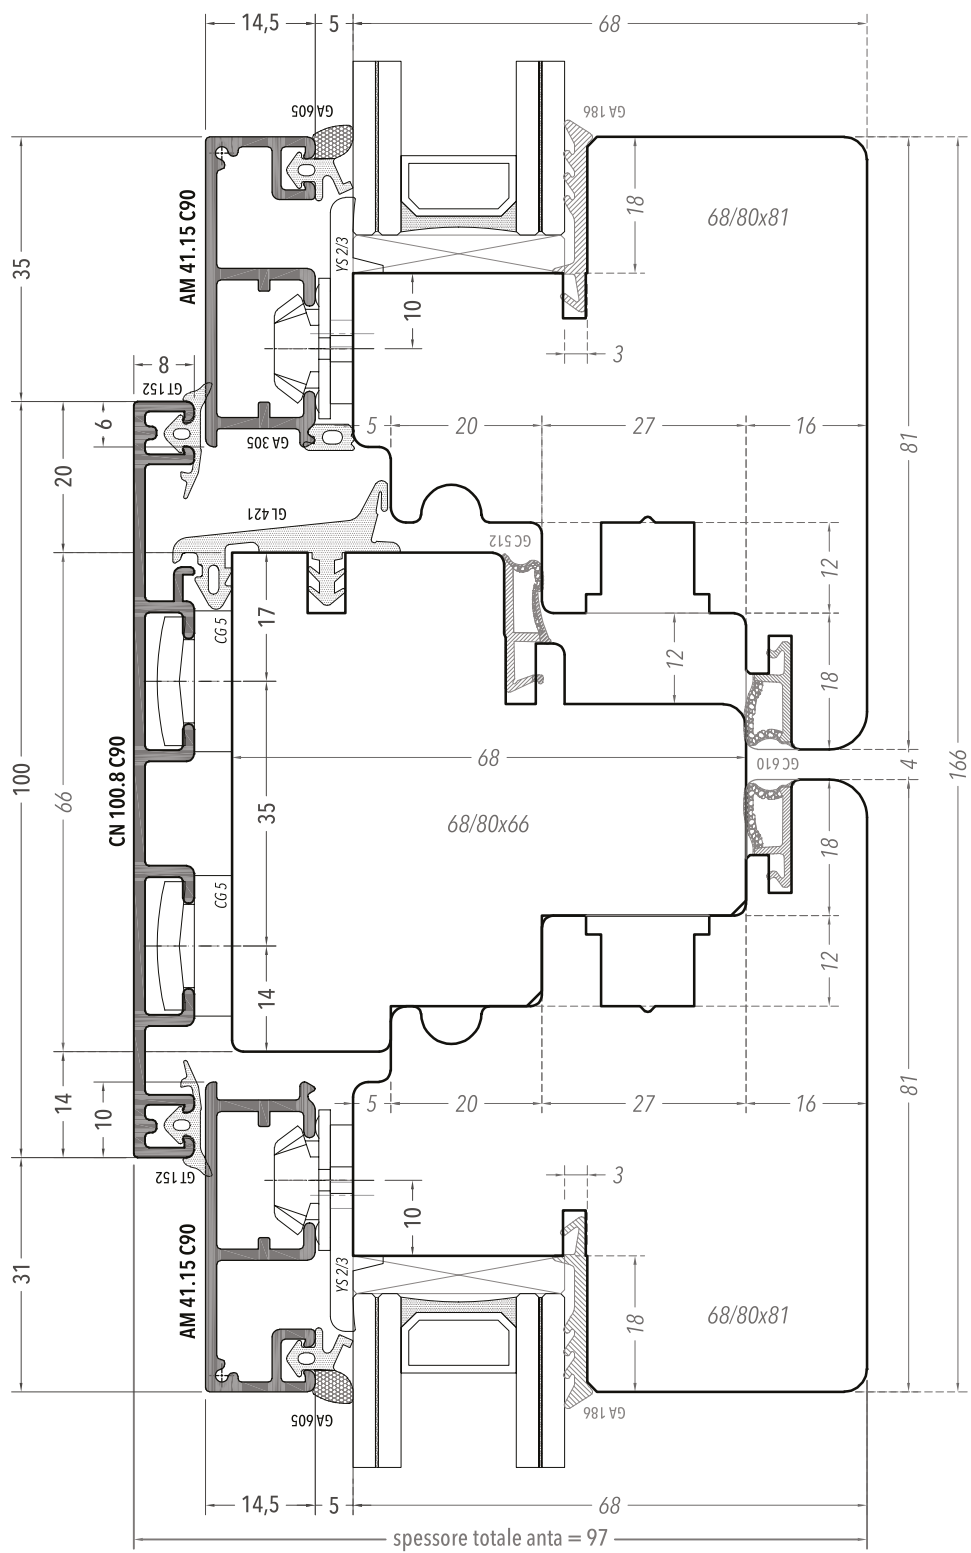 14,5
5
68
GA 605
GA 186
AM 41.15 C90
18
68/80x81
YS 2/3
35
10
3
8
GT 152
GA 305
6
5
20
27
16
81
20
GL 421
GC 512
12
17
CG 5
12
18
CN 100.8 C90
100
66
68
35
GC 610
4
166
68/80x66
18
CG 5
14
12
81
14
10
5
20
27
16
GT 152
3
10
AM 41.15 C90
31
YS 2/3
18
68/80x81
GA 605
GA 186
14,5
5
68
spessore totale anta = 97